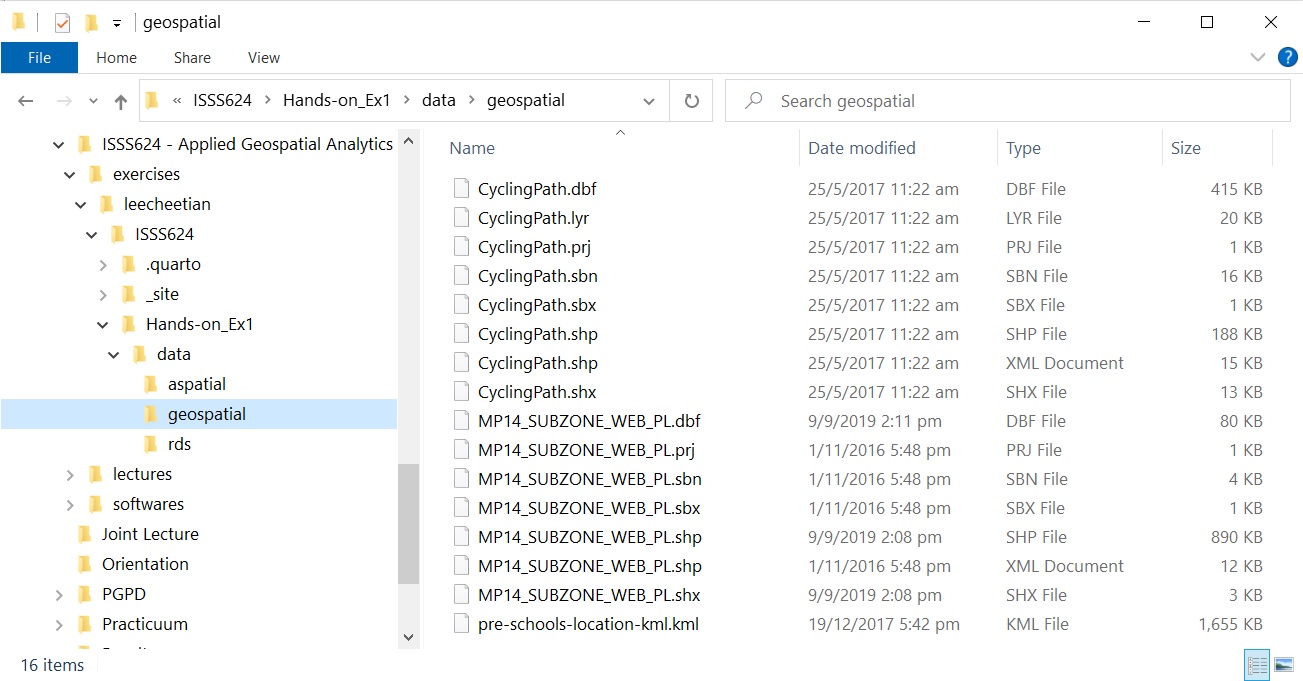 geospatial
File Home Share View ?
« ISSS624 > Hands-on_Ex1 > data > geospatial
Search geospatial
ISSS624 - Applied Geospatial Analytics
exercises
leecheetian
ISSS624
.quarto
_site
Hands-on_Ex1
data
aspatial
geospatial
rds
lectures
softwares
Joint Lecture
Orientation
PGPD
Practicuum
Name Date modified Type Size
CyclingPath.dbf 25/5/2017 11:22 am DBF File 415 KB
CyclingPath.lyr 25/5/2017 11:22 am LYR File 20 KB
CyclingPath.prj 25/5/2017 11:22 am PRJ File 1 KB
CyclingPath.sbn 25/5/2017 11:22 am SBN File 16 KB
CyclingPath.sbx 25/5/2017 11:22 am SBX File 1 KB
CyclingPath.shp 25/5/2017 11:22 am SHP File 188 KB
CyclingPath.shp 25/5/2017 11:22 am XML Document 15 KB
CyclingPath.shx 25/5/2017 11:22 am SHX File 13 KB
MP14_SUBZONE_WEB_PL.dbf 9/9/2019 2:11 pm DBF File 80 KB
MP14_SUBZONE_WEB_PL.prj 1/11/2016 5:48 pm PRJ File 1 KB
MP14_SUBZONE_WEB_PL.sbn 1/11/2016 5:48 pm SBN File 4 KB
MP14_SUBZONE_WEB_PL.sbx 1/11/2016 5:48 pm SBX File 1 KB
MP14_SUBZONE_WEB_PL.shp 9/9/2019 2:08 pm SHP File 890 KB
MP14_SUBZONE_WEB_PL.shp 1/11/2016 5:48 pm XML Document 12 KB
MP14_SUBZONE_WEB_PL.shx 9/9/2019 2:08 pm SHX File 3 KB
pre-schools-location-kml.kml 19/12/2017 5:42 pm KML File 1,655 KB
16 items